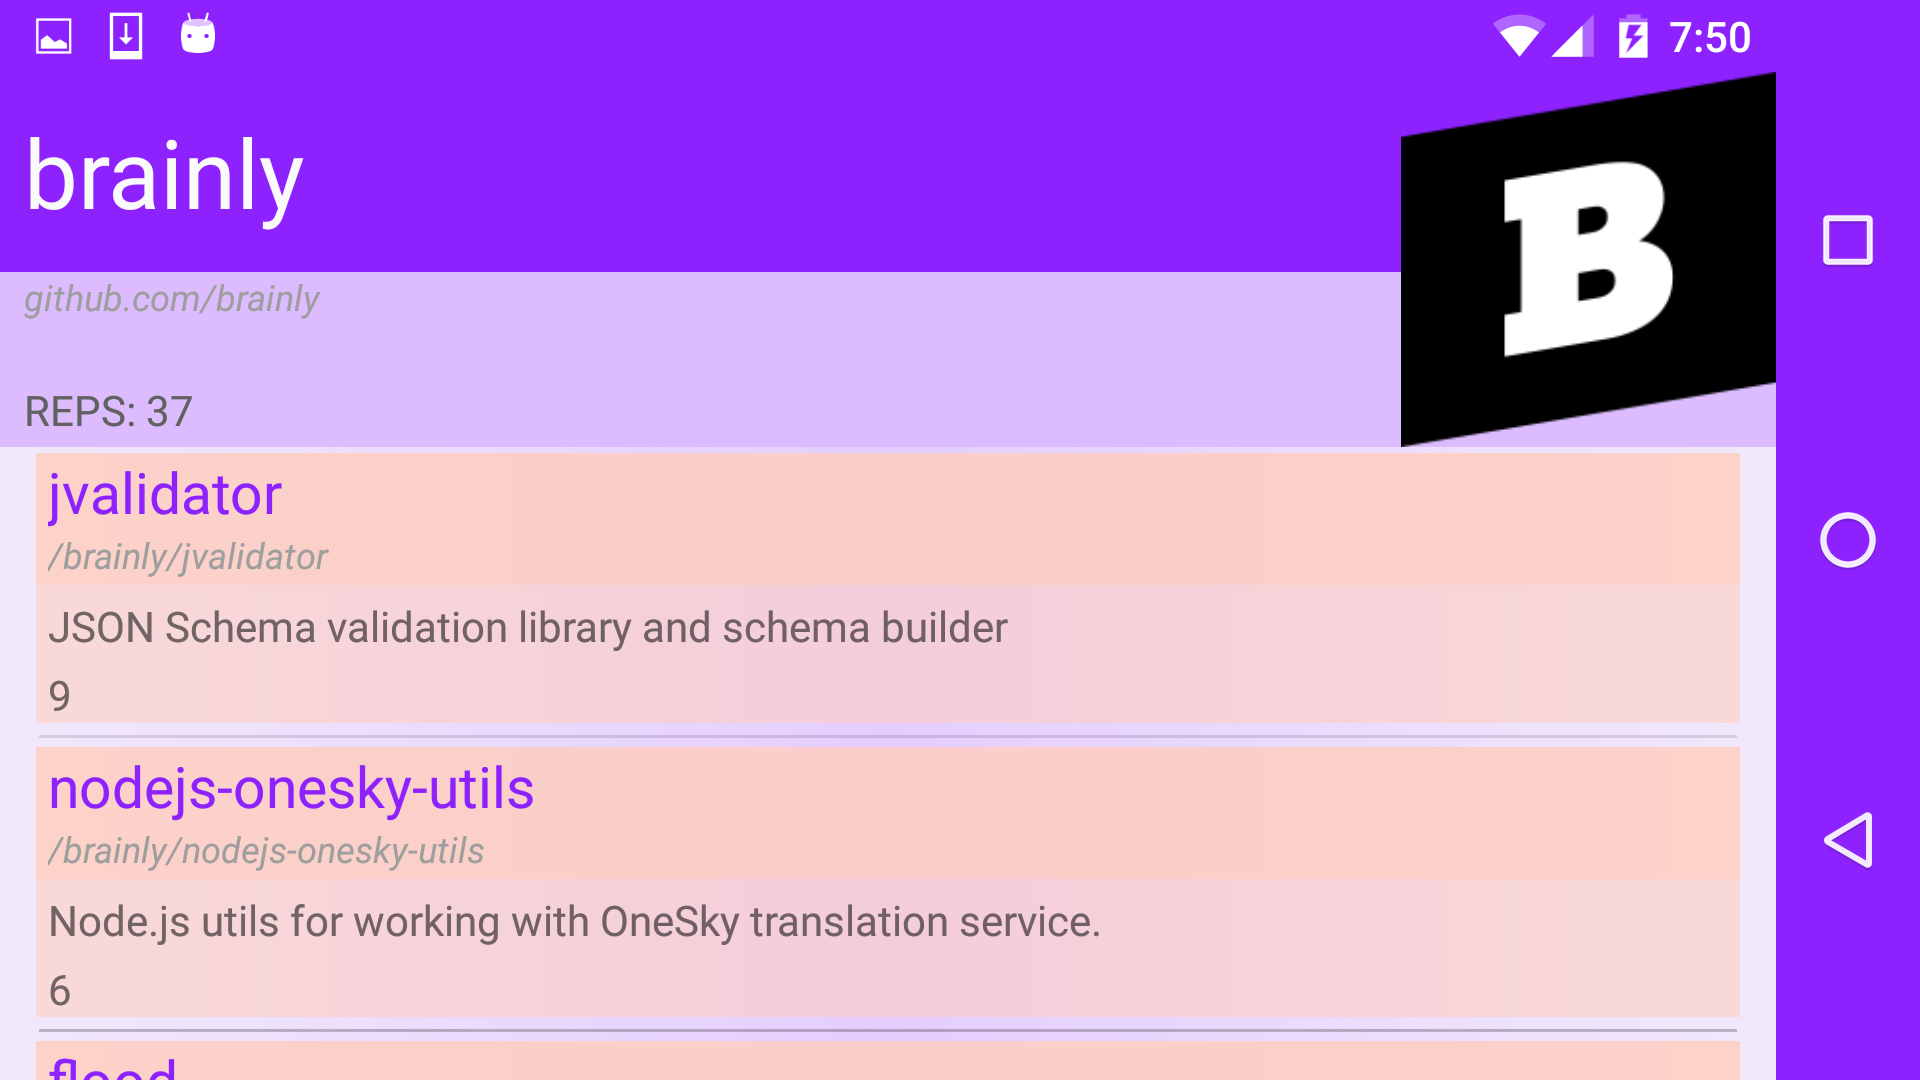 7:50
brainly
B
github.com/brainly
REPS: 37
jvalidator
/brainly/jvalidator
JSON Schema validation library and schema builder
9
nodejs-onesky-utils
/brainly/nodejs-onesky-utils
Node.js utils for working with OneSky translation service.
6
flood